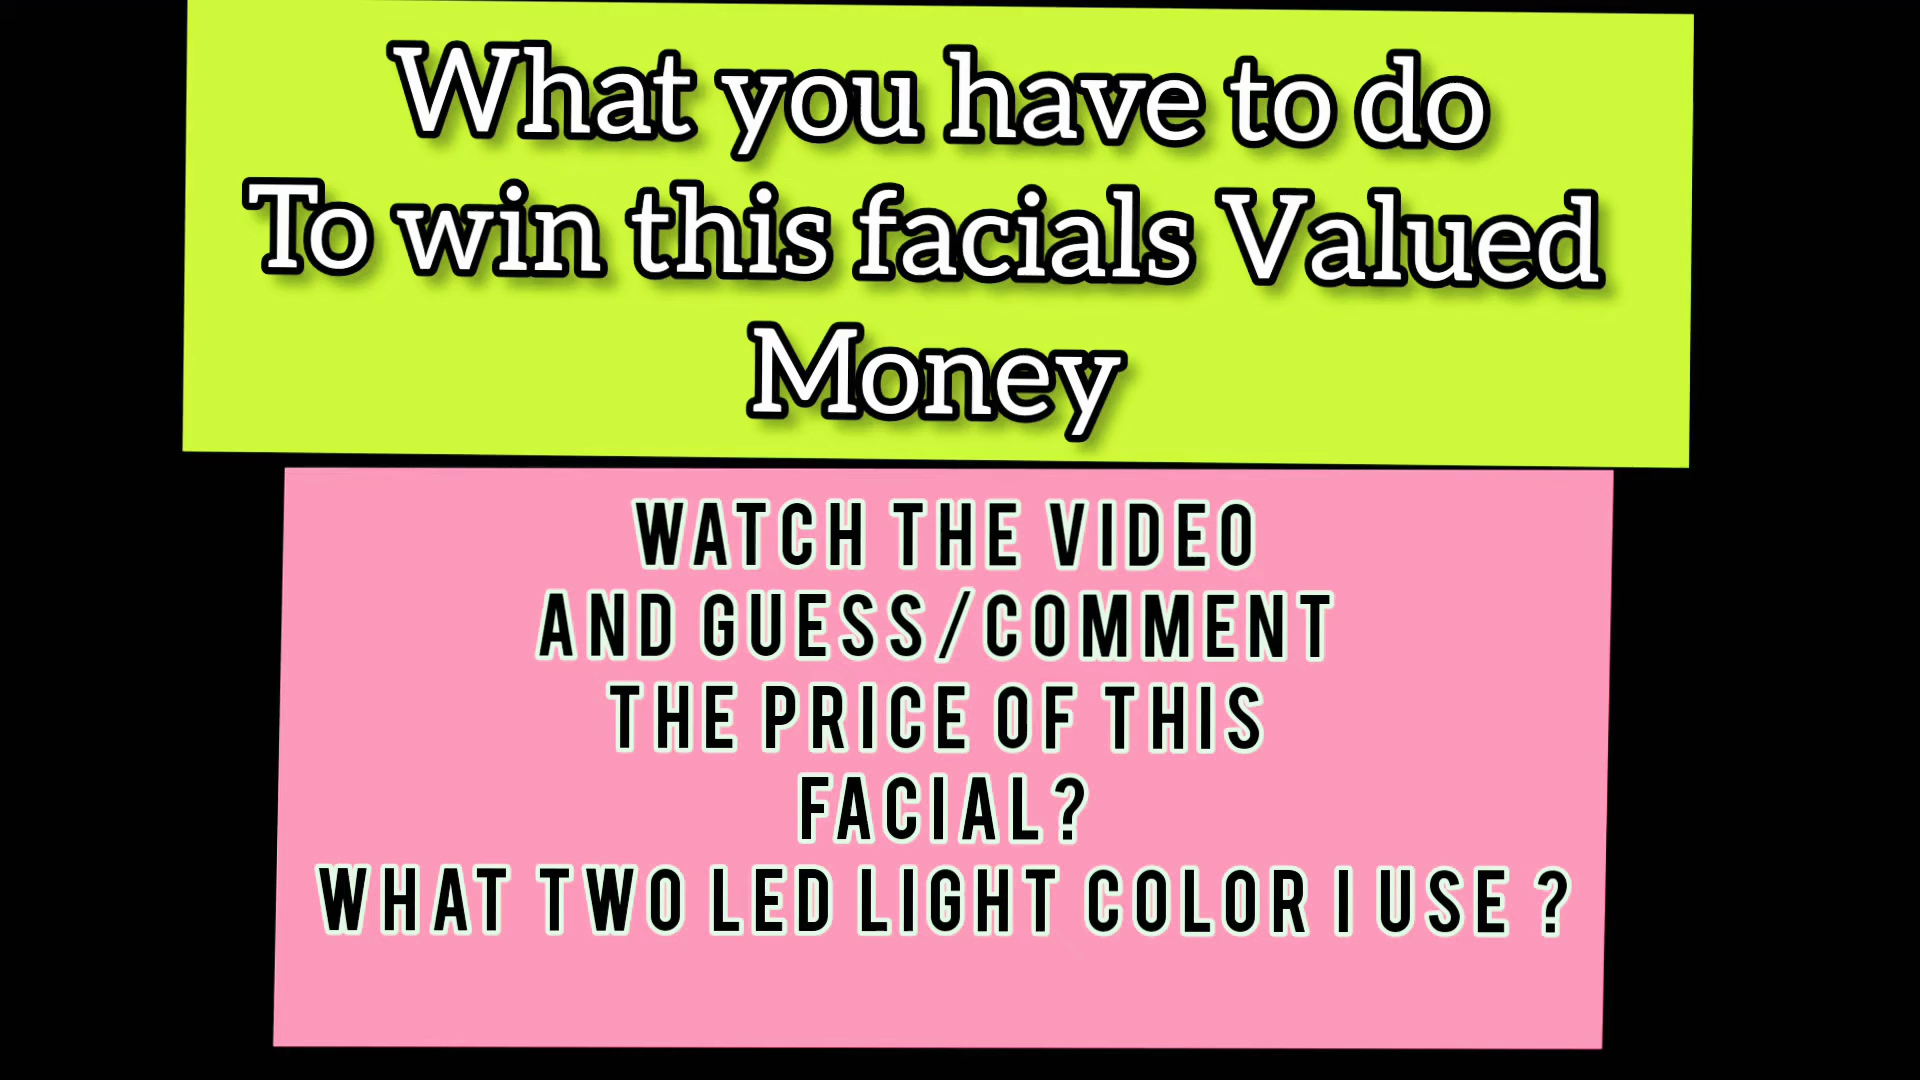 What you have to do
To win this facials Valued
Money
WATCH THE VIDEO
AND GUESS/COMMENT
THE PRICE OF THIS
FACIAL?
WHAT TWO LED LIGHT COLOR I USE ?